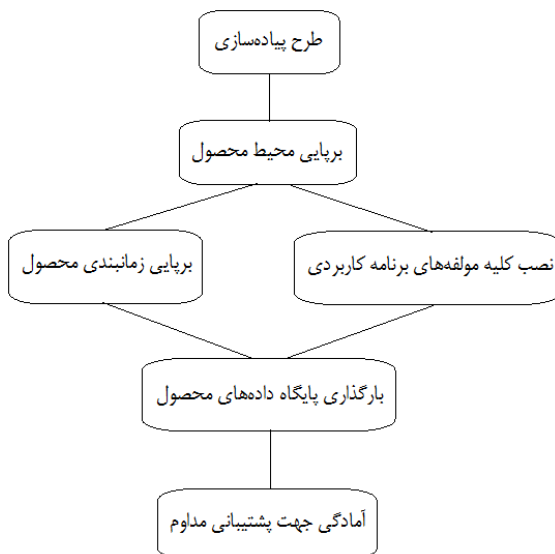 طرح پیاده‌سازی
برپایی محیط محصول
نصب کلیه مولفه‌های برنامه کاربردی
برپایی زمانبندی محصول
بارگذاری پایگاه داده‌های محصول
آمادگی جهت پشتیبانی مداوم